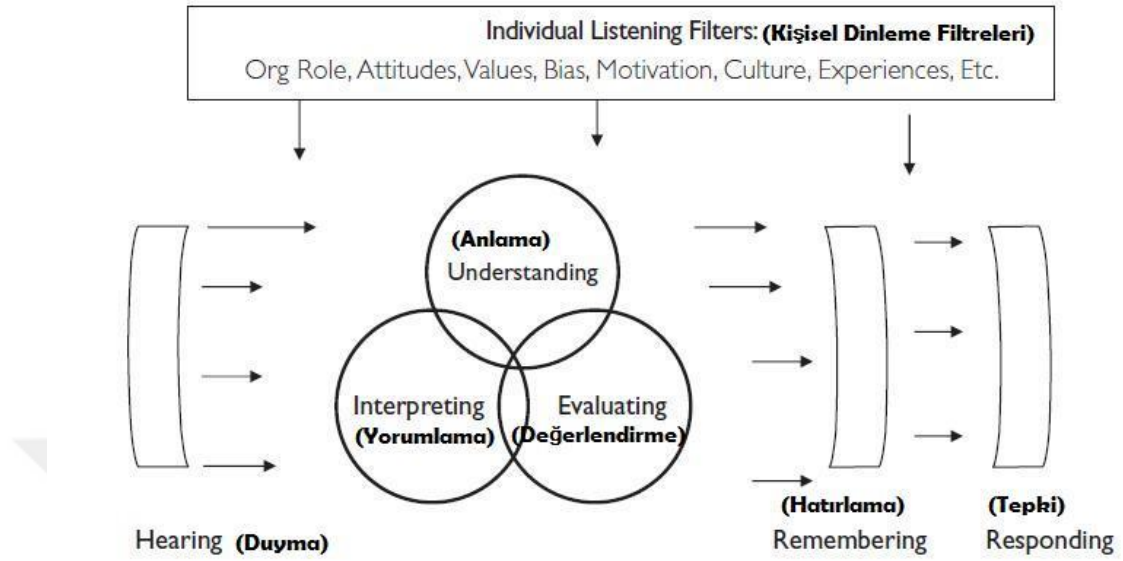 Individual Listening Filters: (Kişisel Dinleme Filtreleri)
Org Role, Attitudes, Values, Bias, Motivation, Culture, Experiences, Etc.
(Anlama)
Understanding
Interpreting
(Yorumlama)
Evaluating
(Değerlendirme)
Hearing (Duyma)
(Hatırlama)
Remembering
(Tepki)
Responding